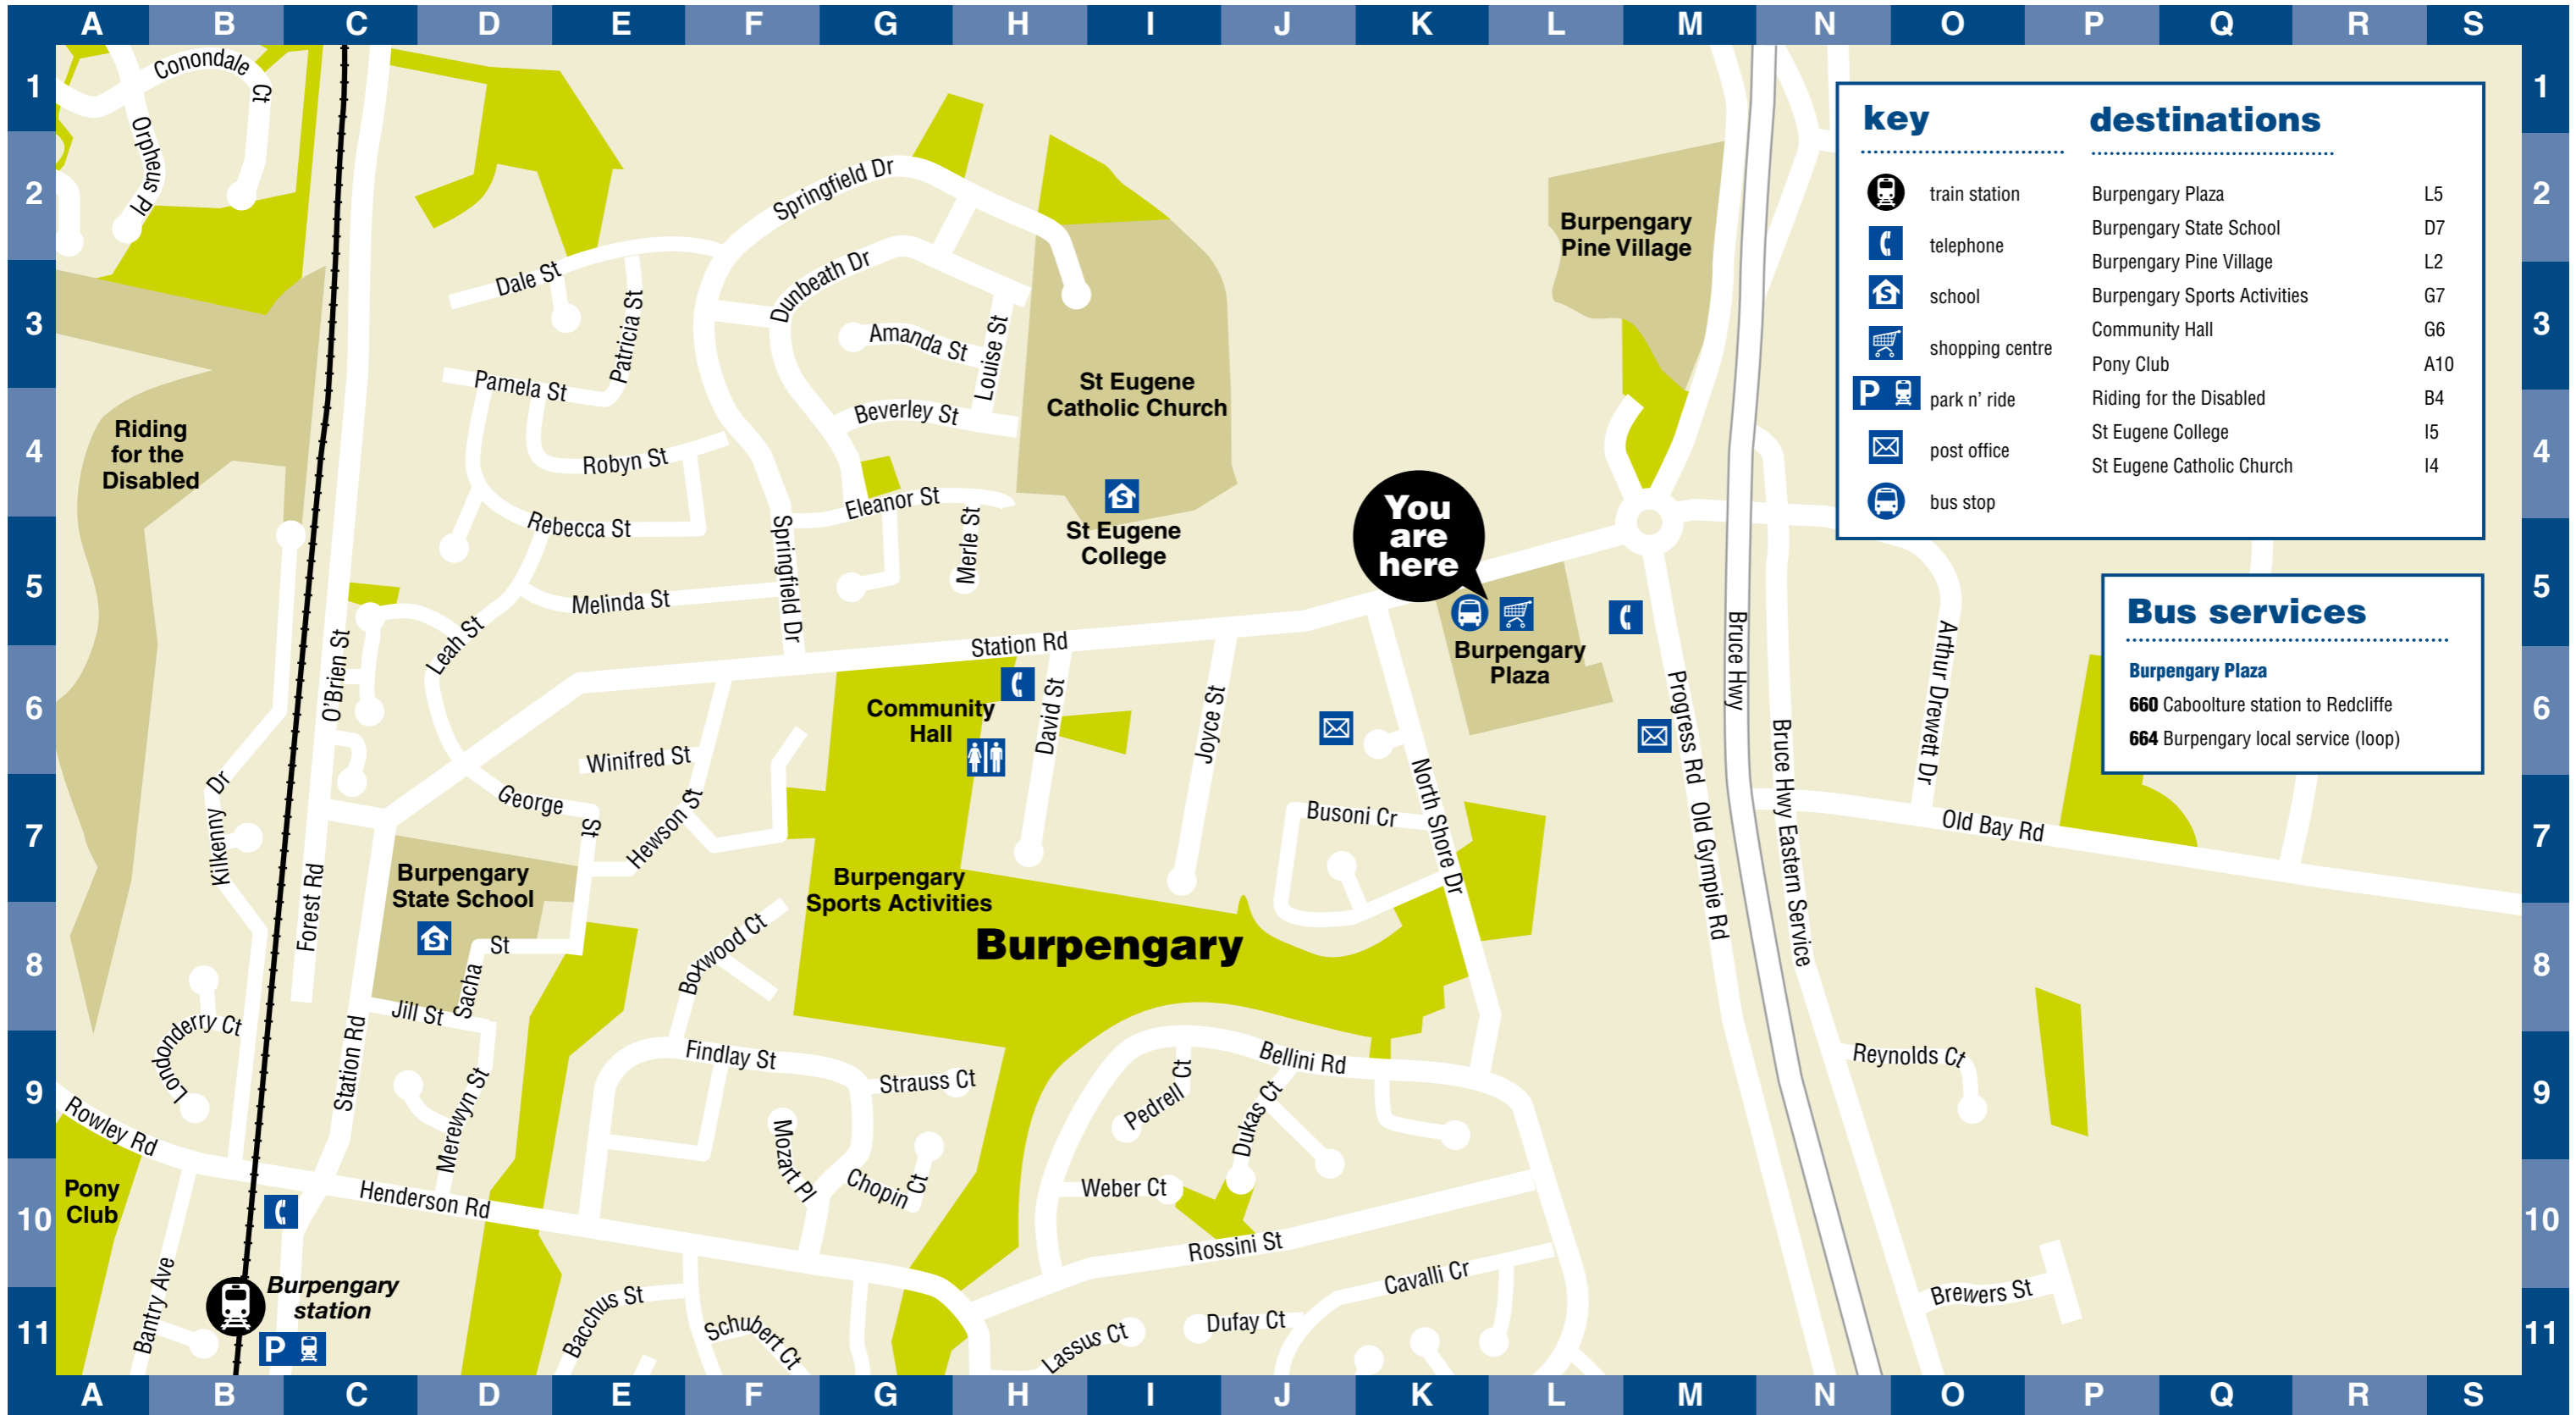 A B C D E F G H I J K L M N O P Q R S
1
2
3
4
5
6
7
8
9
10
11
1
2
3
4
5
6
7
8
9
10
11
A B C D E F G H I J K L M N O P Q R S
key
train station
telephone
school
shopping centre
P park n' ride
post office
bus stop
destinations
Burpengary Plaza L5
Burpengary State School D7
Burpengary Pine Village L2
Burpengary Sports Activities G7
Community Hall G6
Pony Club A10
Riding for the Disabled B4
St Eugene College I5
St Eugene Catholic Church I4
Bus services
Burpengary Plaza
660 Caboolture station to Redcliffe
664 Burpengary local service (loop)
Conondale Ct
Orpheus Pl
Springfield Dr
Dunbeath Dr
Dale St
Patricia St
Amanda St
Louise St
Pamela St
Beverley St
Robyn St
Eleanor St
Rebecca St
Springfield Dr
Merle St
Melinda St
Leah St
O'Brien St
Station Rd
Riding
for the
Disabled
St Eugene
Catholic Church
S
St Eugene
College
Burpengary
Pine Village
You
are
here
Burpengary
Plaza
Community
Hall
David St
Joyce St
Winifred St
George St
Hewson St
Kilkenny Dr
Forest Rd
Burpengary
State School
S
Sacha St
Jill St
Boxwood Ct
Burpengary
Sports Activities
Burpengary
Busoni Cr
North Shore Dr
Progress Rd
Old Gympie Rd
Bruce Hwy
Bruce Hwy Eastern Service
Arthur Drewett Dr
Old Bay Rd
Londonderry Ct
Station Rd
Merewyn St
Findlay St
Strauss Ct
Mozart Pl
Chopin Ct
Bellini Rd
Pedrell Ct
Dukas Ct
Weber Ct
Rossini St
Cavalli Cr
Dufay Ct
Lassus Ct
Reynolds Ct
Brewers St
Rowley Rd
Henderson Rd
Pony
Club
Bantry Ave
Burpengary
station
P
Bacchus St
Schubert Ct